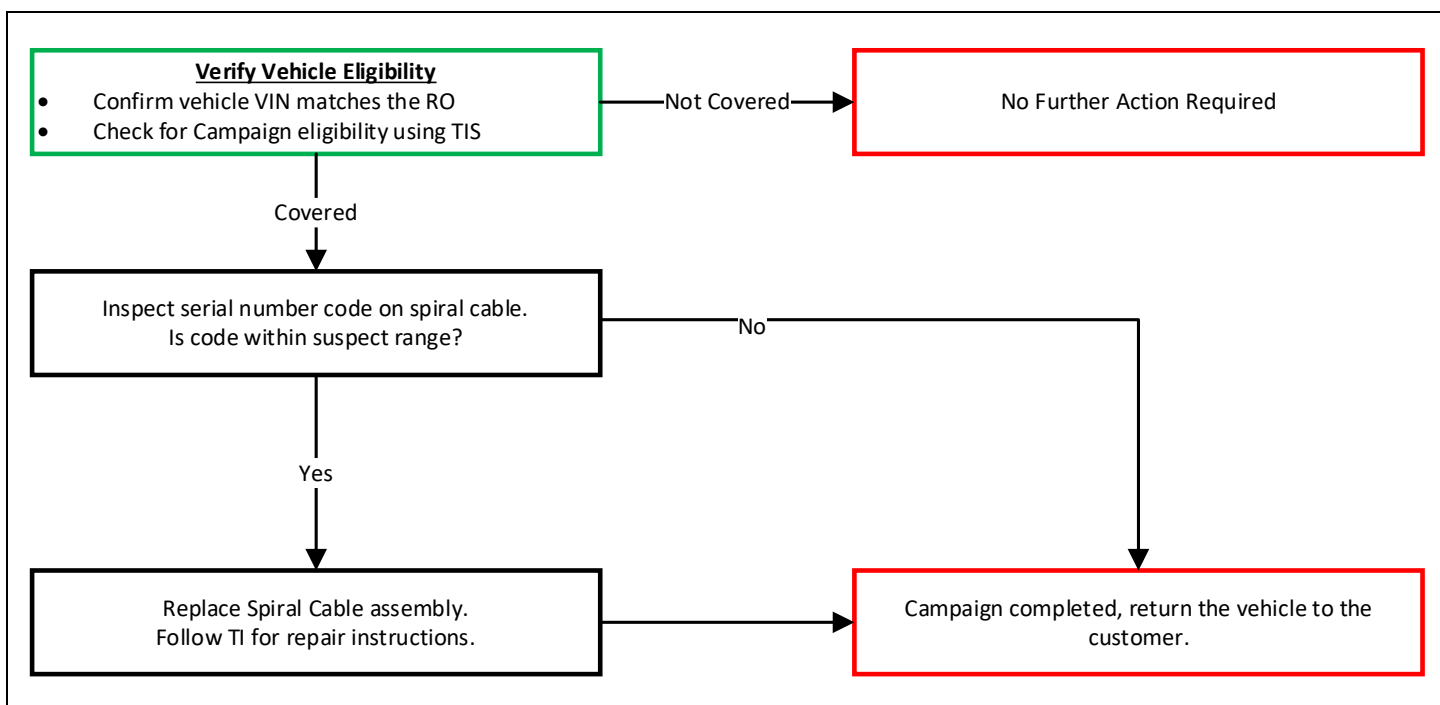 Verify Vehicle Eligibility
• Confirm vehicle VIN matches the RO
• Check for Campaign eligibility using TIS
Not Covered
No Further Action Required
Covered
Inspect serial number code on spiral cable.
Is code within suspect range?
No
Yes
Replace Spiral Cable assembly.
Follow TI for repair instructions.
Campaign completed, return the vehicle to the
customer.